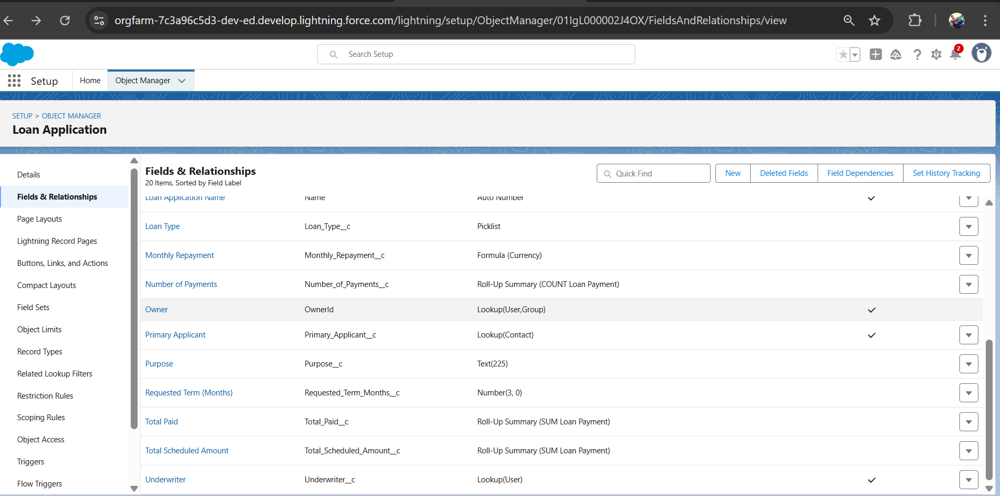 orgfarm-7c3a96c5d3-dev-ed.develop.lightning.force.com/lightning/setup/ObjectManager/01IgL000002J4OX/FieldsAndRelationships/view
Search Setup
2
Setup
Home
Object Manager
SETUP > OBJECT MANAGER
Loan Application
Details
Fields & Relationships
Page Layouts
Lightning Record Pages
Buttons, Links, and Actions
Compact Layouts
Field Sets
Object Limits
Record Types
Related Lookup Filters
Restriction Rules
Scoping Rules
Object Access
Triggers
Flow Triggers
Fields & Relationships
20 Items, Sorted by Field Label
Quick Find
New
Deleted Fields
Field Dependencies
Set History Tracking
Loan Application Name Name Auto Number
Loan Type Loan_Type__c Picklist
Monthly Repayment Monthly_Repayment__c Formula (Currency)
Number of Payments Number_of_Payments__c Roll-Up Summary (COUNT Loan Payment)
Owner OwnerId Lookup(User,Group)
Primary Applicant Primary_Applicant__c Lookup(Contact)
Purpose Purpose__c Text(225)
Requested Term (Months) Requested_Term_Months__c Number(3, 0)
Total Paid Total_Paid__c Roll-Up Summary (SUM Loan Payment)
Total Scheduled Amount Total_Scheduled_Amount__c Roll-Up Summary (SUM Loan Payment)
Underwriter Underwriter__c Lookup(User)